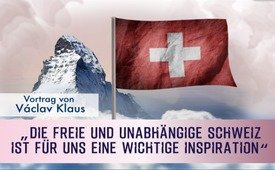 Vortrag von
Václav Klaus
„DIE FREIE UND UNABHÄNGIGE SCHWEIZ
IST FÜR UNS EINE WICHTIGE INSPIRATION“